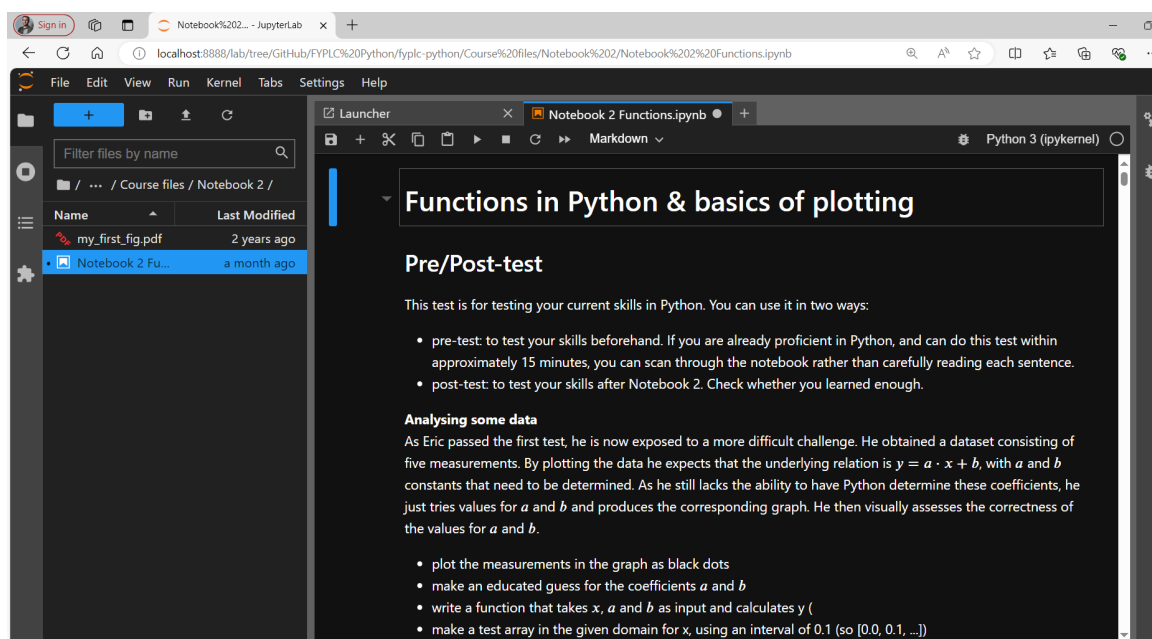 Sign in
Notebook%202... - JupyterLab
localhost:8888/lab/tree/GitHub/FYPLC%20Python/fyplc-python/Course%20files/Notebook%202/Notebook%202%20Functions.ipynb
File Edit View Run Kernel Tabs Settings Help
Launcher
Notebook 2 Functions.ipynb
Markdown
Python 3 (ipykernel)
Filter files by name
/ ··· / Course files / Notebook 2 /
Name Last Modified
my_first_fig.pdf 2 years ago
Notebook 2 Fu... a month ago
Functions in Python & basics of plotting
Pre/Post-test
This test is for testing your current skills in Python. You can use it in two ways:
• pre-test: to test your skills beforehand. If you are already proficient in Python, and can do this test within
approximately 15 minutes, you can scan through the notebook rather than carefully reading each sentence.
• post-test: to test your skills after Notebook 2. Check whether you learned enough.
Analysing some data
As Eric passed the first test, he is now exposed to a more difficult challenge. He obtained a dataset consisting of
five measurements. By plotting the data he expects that the underlying relation is y = a · x + b, with a and b
constants that need to be determined. As he still lacks the ability to have Python determine these coefficients, he
just tries values for a and b and produces the corresponding graph. He then visually assesses the correctness of
the values for a and b.
• plot the measurements in the graph as black dots
• make an educated guess for the coefficients a and b
• write a function that takes x, a and b as input and calculates y (
• make a test array in the given domain for x, using an interval of 0.1 (so [0.0, 0.1, ...])